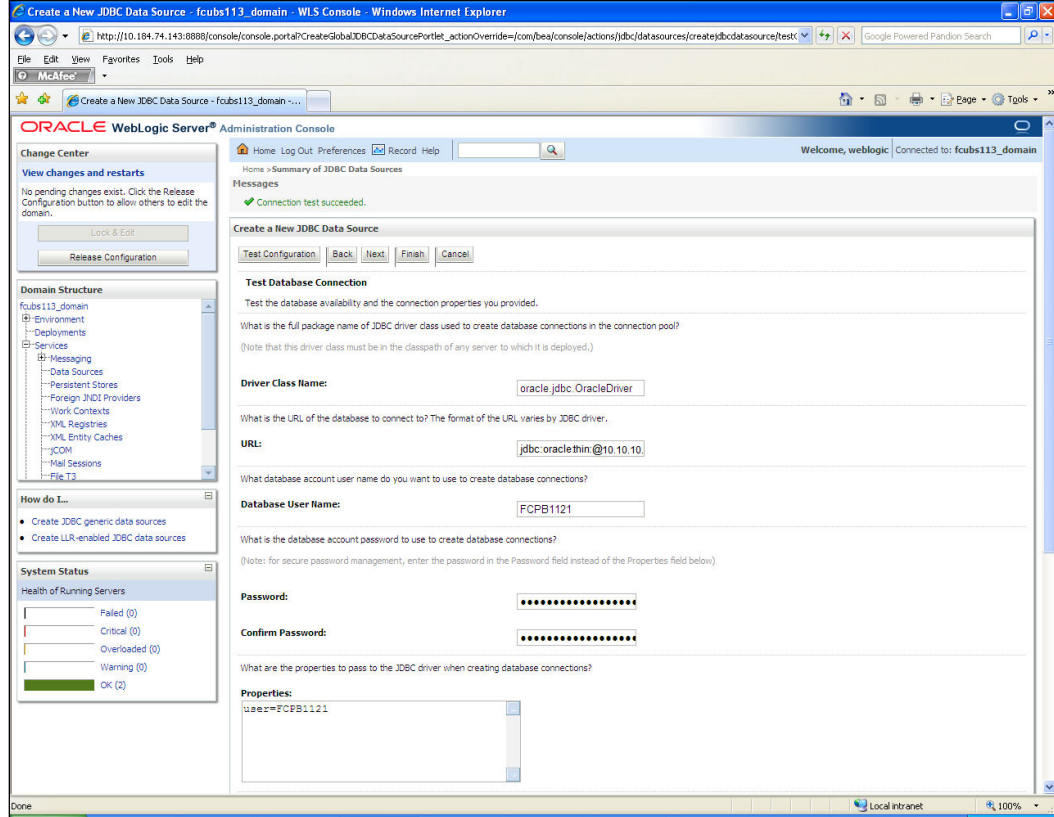 Create a New JDBC Data Source - fcubs113_domain - WLS Console - Windows Internet Explorer
http://10.184.74.143:8888/console/console.portal?CreateGlobalJDBCDataSourcePortlet_actionOverride=/com/bea/console/actions/jdbc/datasources/createjdbcdatasource/test(
Google Powered Pandion Search
File Edit View Favorites Tools Help
McAfee
Create a New JDBC Data Source - fcubs113_domain -...
Page Tools »
ORACLE WebLogic Server® Administration Console
Change Center
View changes and restarts
No pending changes exist. Click the Release
Configuration button to allow others to edit the
domain.
Lock & Edit
Release Configuration
Domain Structure
fcubs113_domain
Environment
Deployments
Services
Messaging
Data Sources
Persistent Stores
Foreign JNDI Providers
Work Contexts
XML Registries
XML Entity Caches
jCOM
Mail Sessions
File T3
How do I...
Create JDBC generic data sources
Create LLR-enabled JDBC data sources
System Status
Health of Running Servers
Failed (0)
Critical (0)
Overloaded (0)
Warning (0)
OK (2)
Home Log Out Preferences Record Help
Welcome, weblogic Connected to: fcubs113_domain
Home >Summary of JDBC Data Sources
Messages
Connection test succeeded.
Create a New JDBC Data Source
Test Configuration Back Next Finish Cancel
Test Database Connection
Test the database availability and the connection properties you provided.
What is the full package name of JDBC driver class used to create database connections in the connection pool?
(Note that this driver class must be in the classpath of any server to which it is deployed.)
Driver Class Name: oracle.jdbc.OracleDriver
What is the URL of the database to connect to? The format of the URL varies by JDBC driver.
URL: jdbc:oracle:thin:@10.10.10.
What database account user name do you want to use to create database connections?
Database User Name: FCPB1121
What is the database account password to use to create database connections?
(Note: for secure password management, enter the password in the Password field instead of the Properties field below)
Password: ••••••••••••••••••
Confirm Password: ••••••••••••••••••
What are the properties to pass to the JDBC driver when creating database connections?
Properties:
user=FCPB1121
Done
Local intranet
100%